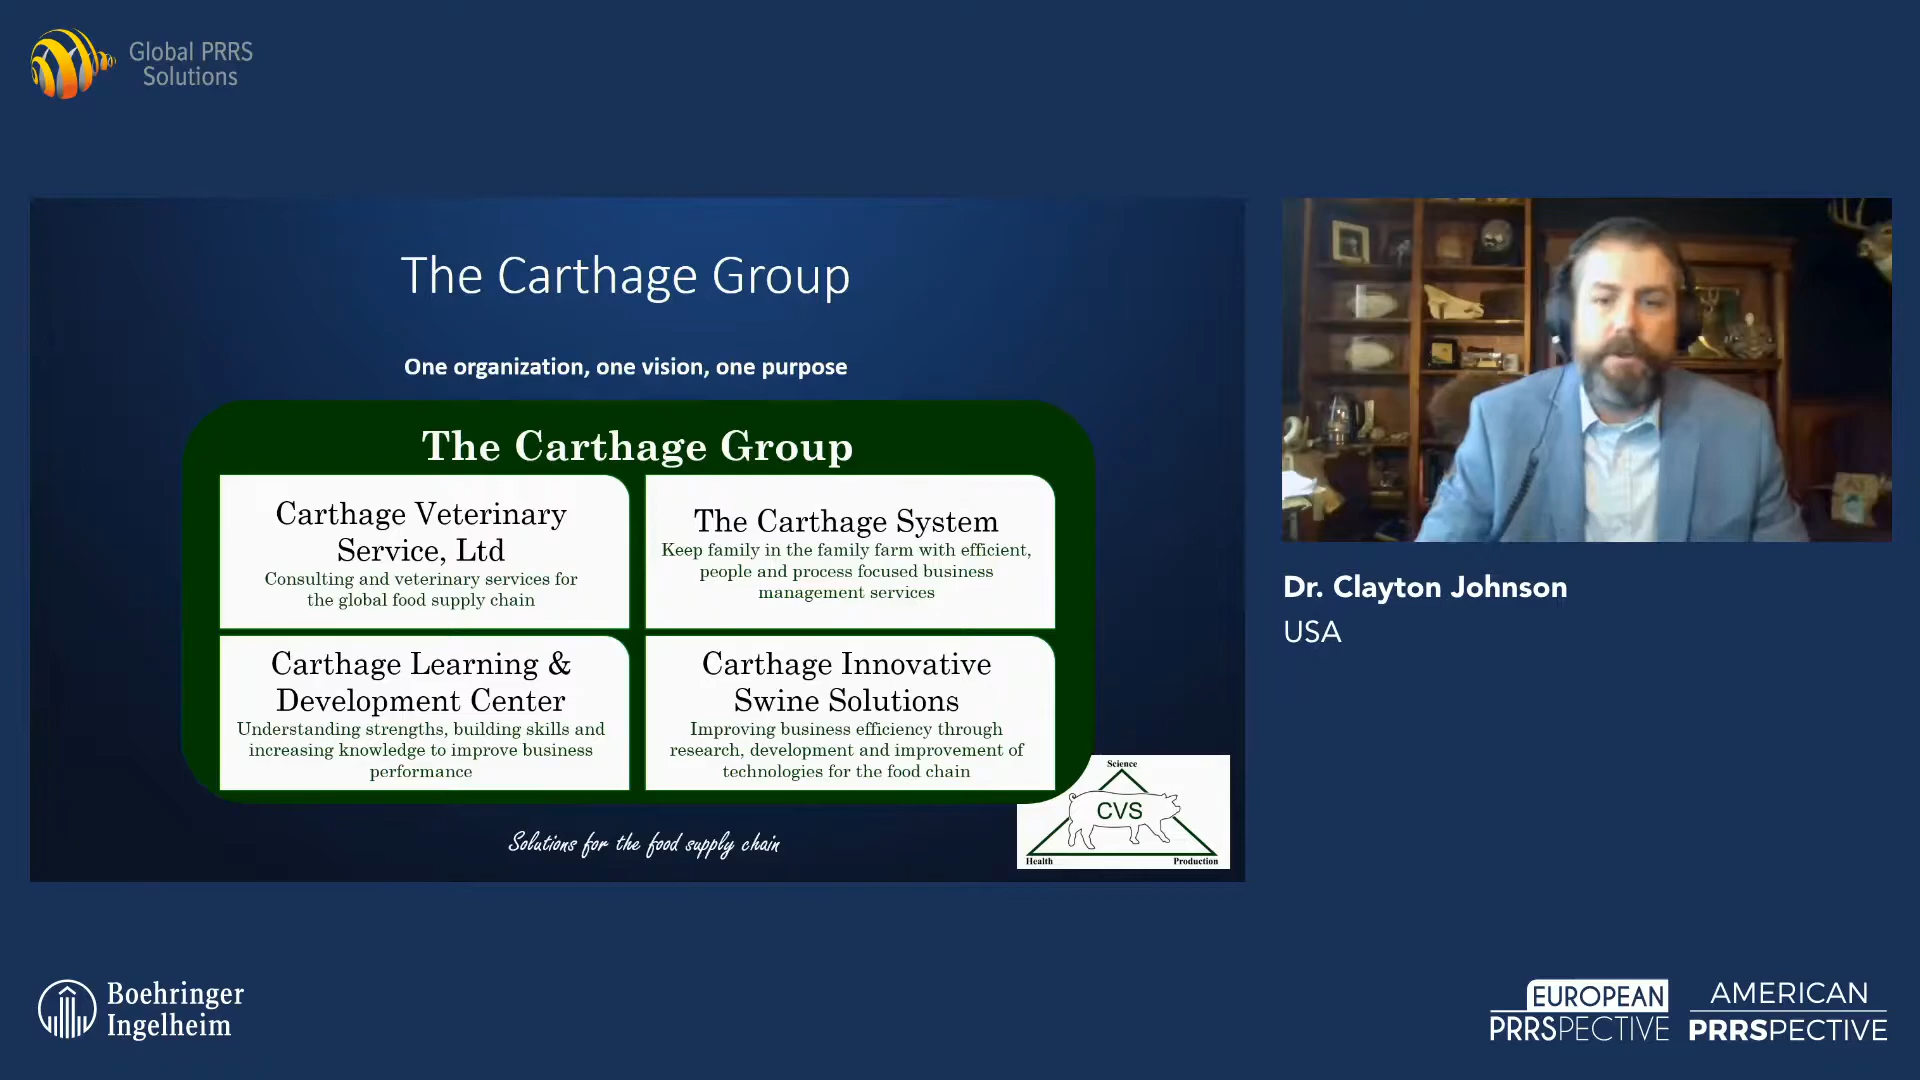 Global PRRS
Solutions
The Carthage Group
One organization, one vision, one purpose
The Carthage Group
Carthage Veterinary
Service, Ltd
Consulting and veterinary services for
the global food supply chain
The Carthage System
Keep family in the family farm with efficient,
people and process focused business
management services
Carthage Learning &
Development Center
Understanding strengths, building skills and
increasing knowledge to improve business
performance
Carthage Innovative
Swine Solutions
Improving business efficiency through
research, development and improvement of
technologies for the food chain
Science
CVS
Health
Production
Solutions for the food supply chain
Dr. Clayton Johnson
USA
Boehringer
Ingelheim
EUROPEAN
PRRSPECTIVE
AMERICAN
PRRSPECTIVE